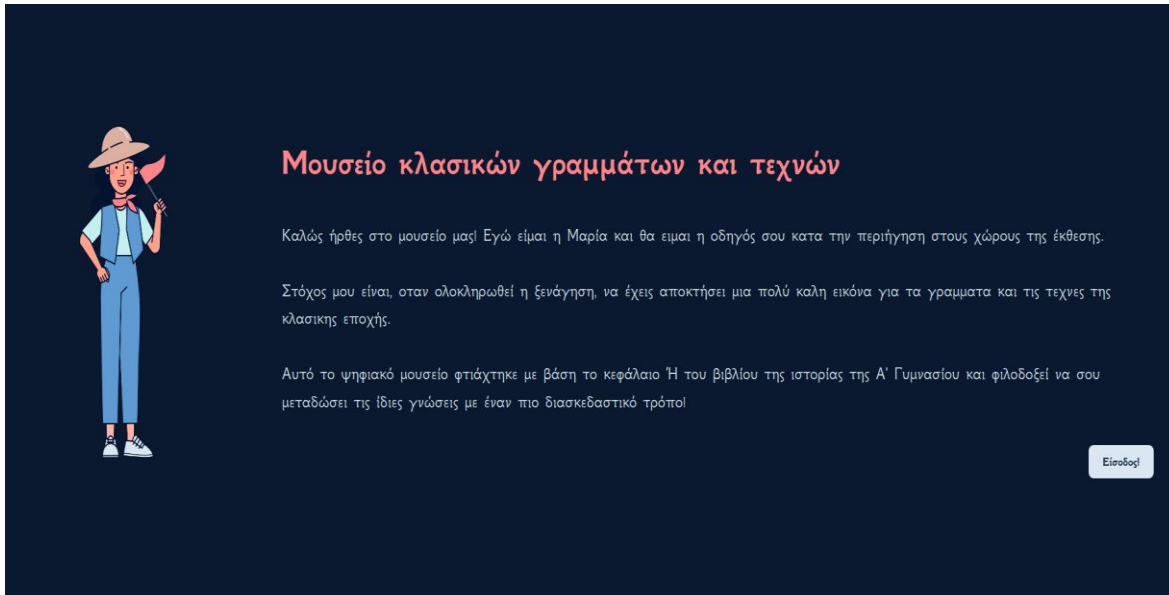 Μουσείο κλασικών γραμμάτων και τεχνών
Καλώς ήρθες στο μουσείο μας! Εγώ είμαι η Μαρία και θα ειμαι η οδηγός σου κατα την περιήγηση στους χώρους της έκθεσης.
Στόχος μου είναι, οταν ολοκληρωθεί η ξενάγηση, να έχεις αποκτήσει μια πολύ καλη εικόνα για τα γραμματα και τις τεχνες της
κλασικης εποχής.
Αυτό το ψηφιακό μουσείο φτιάχτηκε με βάση το κεφάλαιο Ή του βιβλίου της ιστορίας της Α' Γυμνασίου και φιλοδοξεί να σου
μεταδώσει τις ίδιες γνώσεις με έναν πιο διασκεδαστικό τρόπο!
Είσοδος!